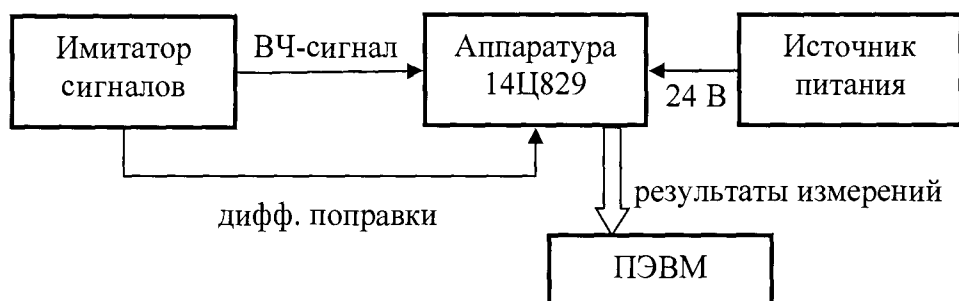 Имитатор
сигналов
ВЧ-сигнал
Аппаратура
14Ц829
24 В
Источник
питания
дифф. поправки
результаты измерений
ПЭВМ